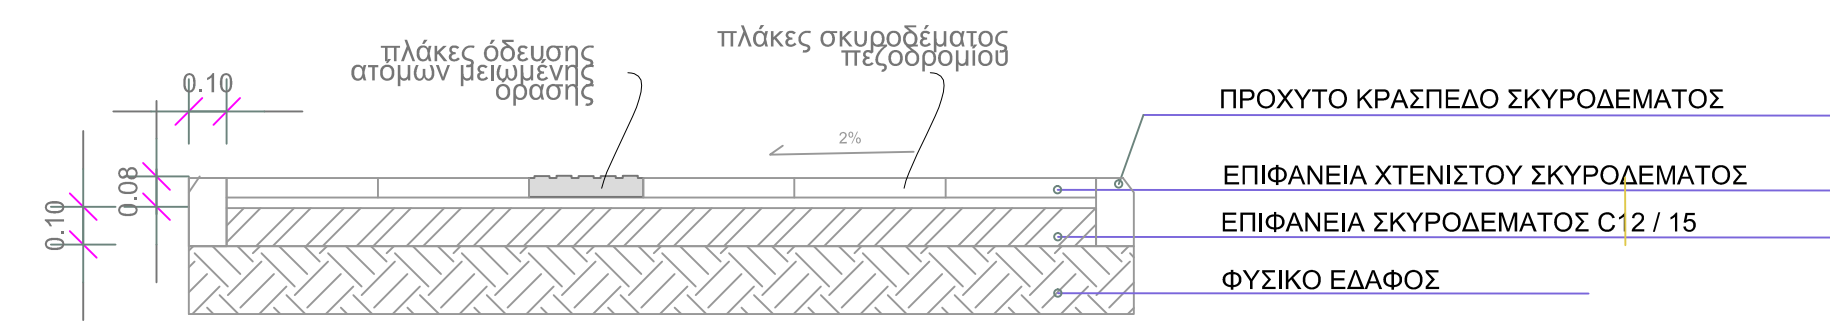 πλάκες όδευσης
ατόμων μειωμένης
όρασης
πλάκες σκυροδέματος
πεζοδρομίου
0.10
2%
0.08
0.10
ΠΡΟΧΥΤΟ ΚΡΑΣΠΕΔΟ ΣΚΥΡΟΔΕΜΑΤΟΣ
ΕΠΙΦΑΝΕΙΑ ΧΤΕΝΙΣΤΟΥ ΣΚΥΡΟΔΕΜΑΤΟΣ
ΕΠΙΦΑΝΕΙΑ ΣΚΥΡΟΔΕΜΑΤΟΣ C12 / 15
ΦΥΣΙΚΟ ΕΔΑΦΟΣ